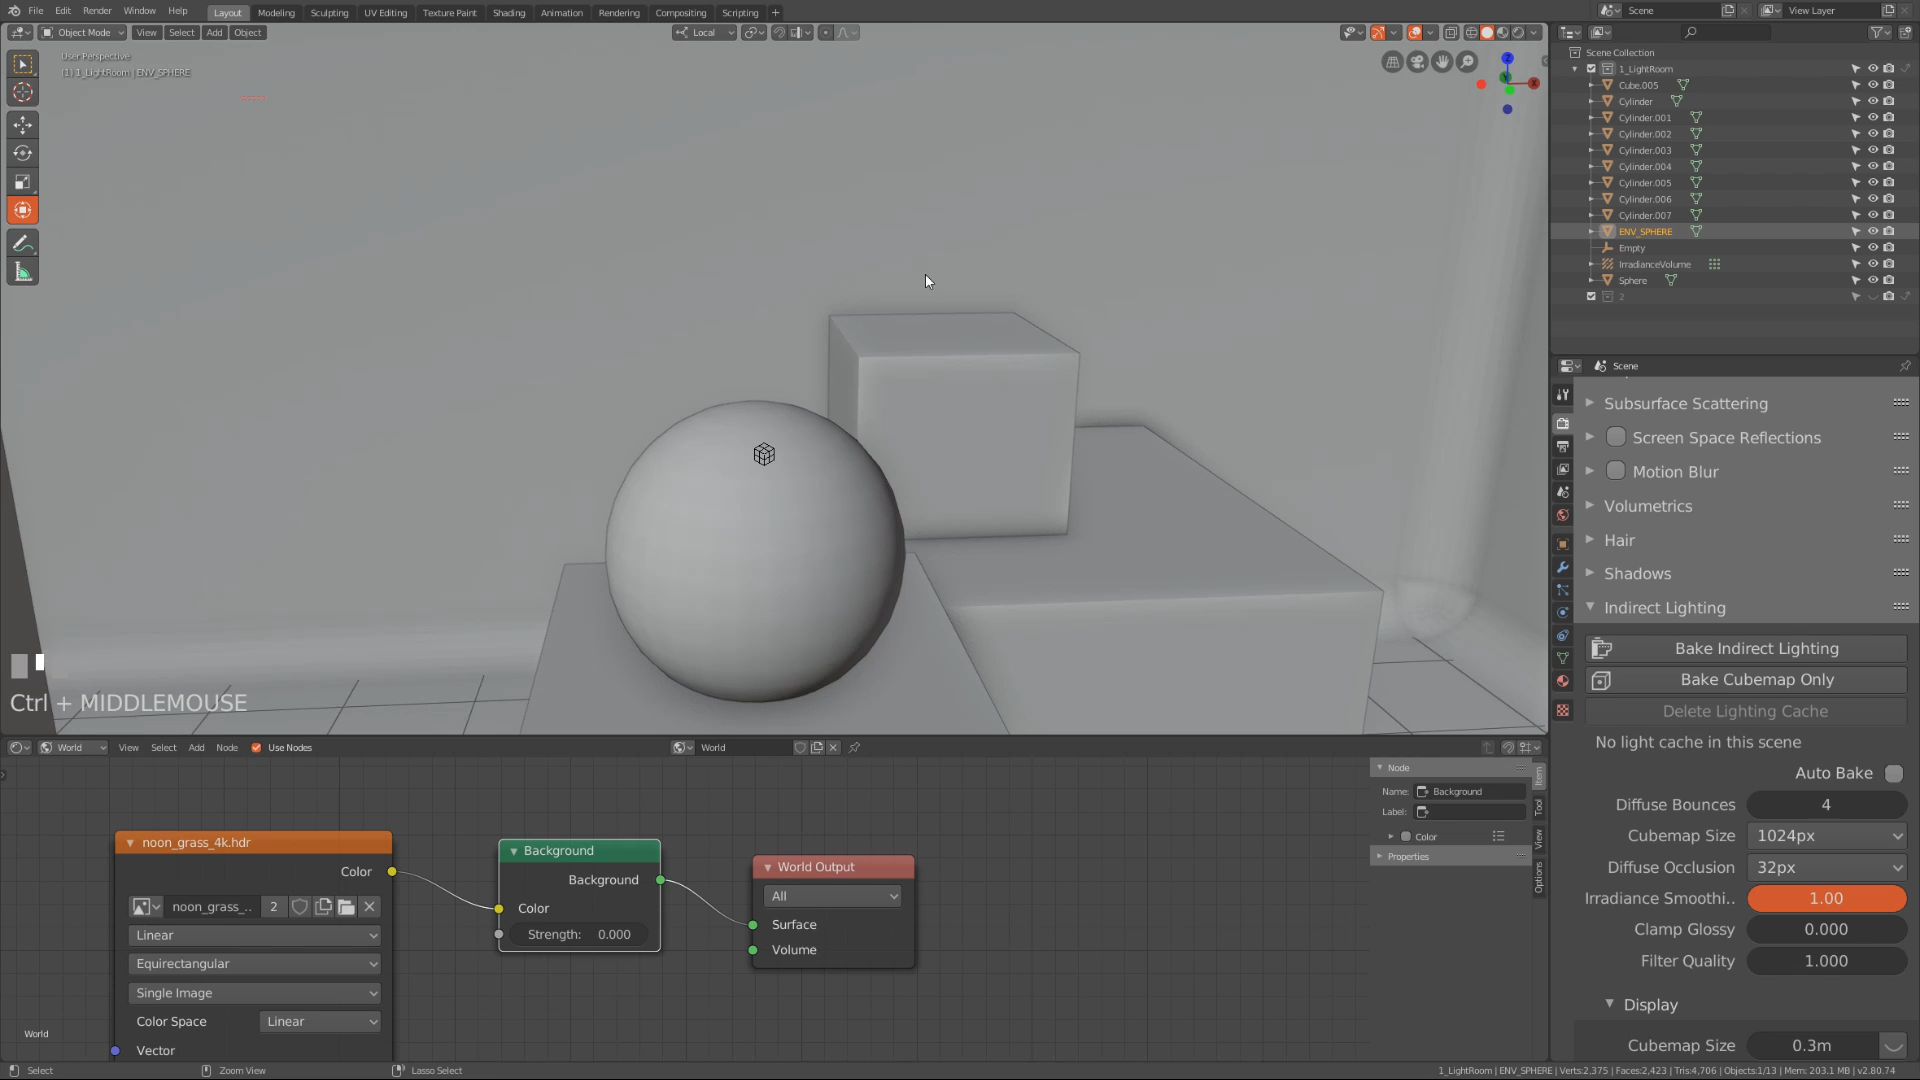 File Edit Render Window Help Layout Modeling Sculpting UV Editing Texture Paint Shading Animation Rendering Compositing Scripting + Scene View Layer
Object Mode View Select Add Object Local
User Perspective
(1) 1_LightRoom | ENV_SPHERE
Scene Collection
1_LightRoom
Cube.005
Cylinder
Cylinder.001
Cylinder.002
Cylinder.003
Cylinder.004
Cylinder.005
Cylinder.006
Cylinder.007
ENV_SPHERE
Empty
IrradianceVolume
Sphere
2
Z
X
Ctrl + MIDDLEMOUSE
Scene
Subsurface Scattering
Screen Space Reflections
Motion Blur
Volumetrics
Hair
Shadows
Indirect Lighting
Bake Indirect Lighting
Bake Cubemap Only
Delete Lighting Cache
No light cache in this scene
Auto Bake
Diffuse Bounces 4
Cubemap Size 1024px
Diffuse Occlusion 32px
Irradiance Smoothi.. 1.00
Clamp Glossy 0.000
Filter Quality 1.000
Display
Cubemap Size 0.3m
World View Select Add Node Use Nodes World
Node
Name: Background
Label:
Color
Properties
Item
Tool
View
Options
noon_grass_4k.hdr
Color
noon_grass_.. 2
Linear
Equirectangular
Single Image
Color Space Linear
Vector
Background
Background
Color
Strength: 0.000
World Output
All
Surface
Volume
World
Select Zoom View Lasso Select
1_LightRoom | ENV_SPHERE | Verts:2,375 | Faces:2,423 | Tris:4,706 | Objects:1/13 | Mem: 203.1 MB | v2.80.74